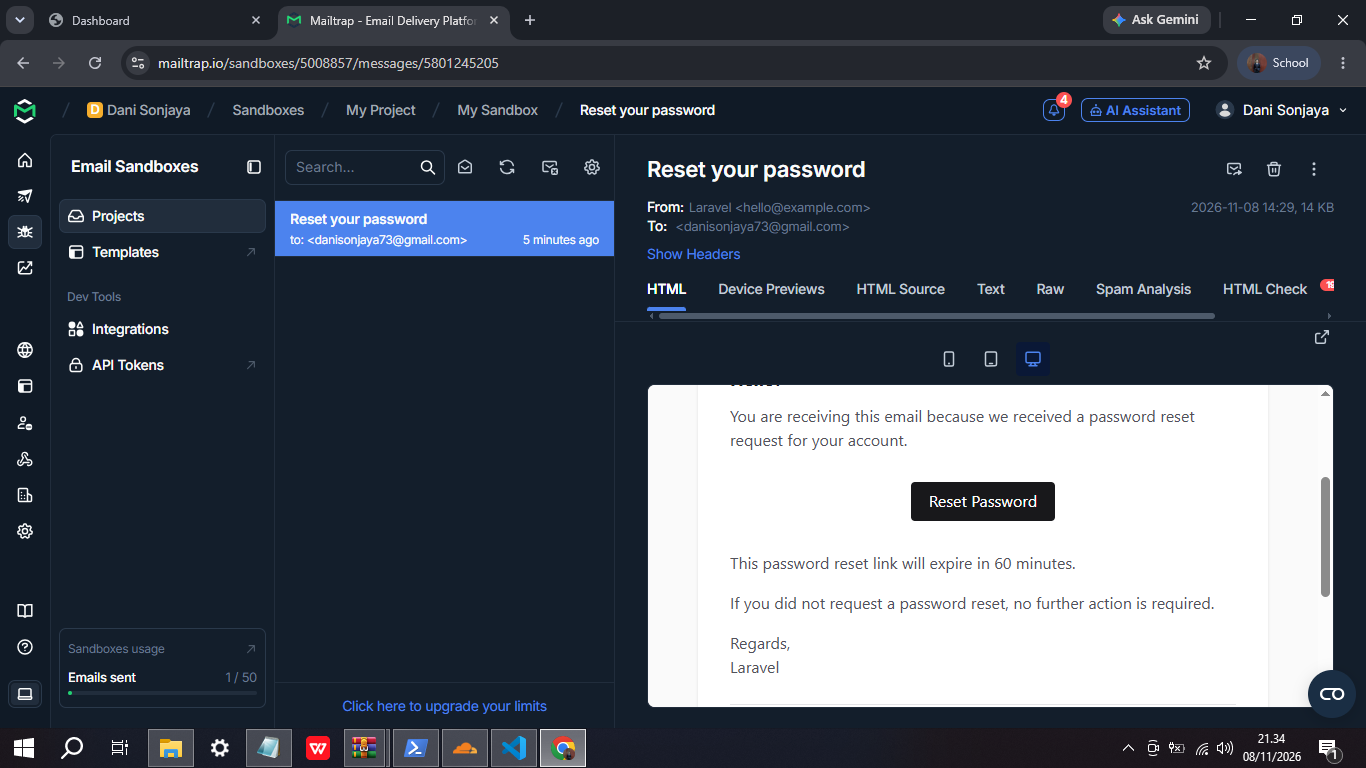 Dashboard
Mailtrap - Email Delivery Platfo
Ask Gemini
mailtrap.io/sandboxes/5008857/messages/5801245205
School
/ D Dani Sonjaya / Sandboxes / My Project / My Sandbox / Reset your password
4
AI Assistant
Dani Sonjaya
Email Sandboxes
Projects
Templates
Dev Tools
Integrations
API Tokens
Sandboxes usage
Emails sent 1 / 50
Search...
Reset your password
to: <danisonjaya73@gmail.com> 5 minutes ago
Click here to upgrade your limits
Reset your password
From: Laravel <hello@example.com> 2026-11-08 14:29, 14 KB
To: <danisonjaya73@gmail.com>
Show Headers
HTML Device Previews HTML Source Text Raw Spam Analysis HTML Check
You are receiving this email because we received a password reset
request for your account.
Reset Password
This password reset link will expire in 60 minutes.
If you did not request a password reset, no further action is required.
Regards,
Laravel
21.34
08/11/2026
1